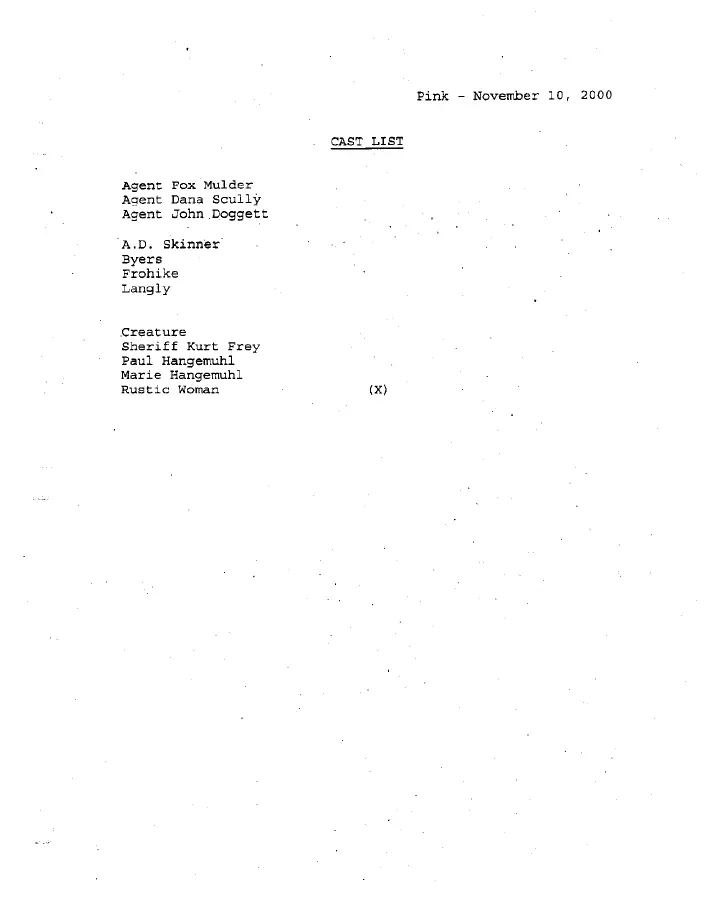 Pink - November 10, 2000
CAST LIST
Agent Fox Mulder
Agent Dana Scully
Agent John Doggett
A.D. Skinner
Byers
Frohike
Langly
Creature
Sheriff Kurt Frey
Paul Hangemuhl
Marie Hangemuhl
Rustic Woman (X)